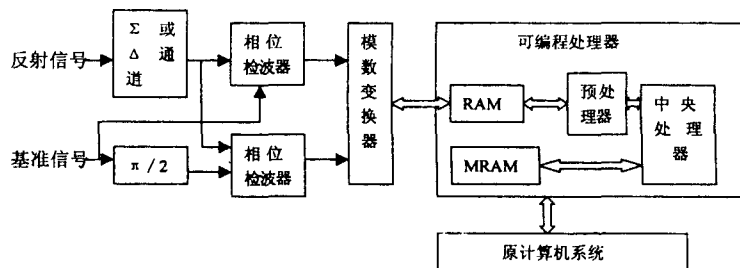 反射信号
Σ 或
Δ 通
道
相 位
检波器
模
数
变
换
器
可编程处理器
RAM
预处
理器
中 央
处 理
器
基准信号
π/2
相 位
检波器
MRAM
原计算机系统